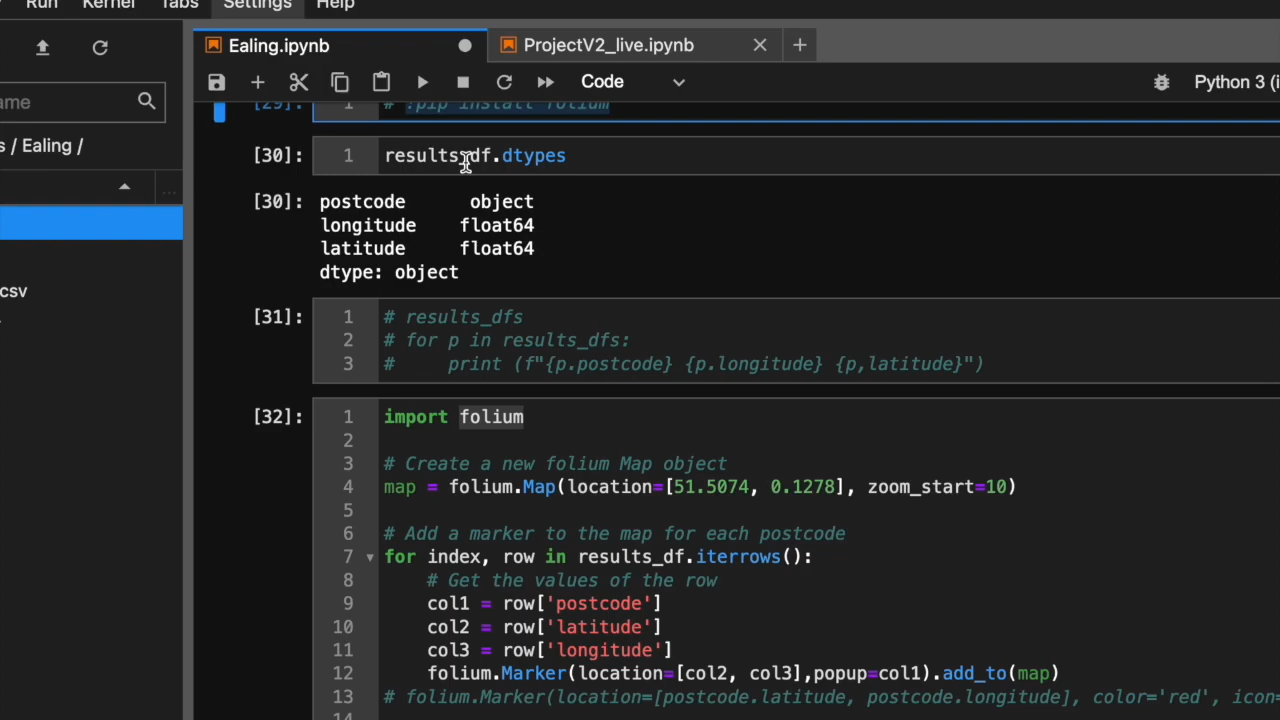 Run Kernel Tabs Settings Help
Ealing.ipynb ProjectV2_live.ipynb
Code Python 3 (i
ame
s / Ealing /
...
csv
[29]: 1 # !pip install folium
[30]: 1 results_df.dtypes
[30]: postcode object
longitude float64
latitude float64
dtype: object
[31]: 1 # results_dfs
2 # for p in results_dfs:
3 # print (f"{p.postcode} {p.longitude} {p,latitude}")
[32]: 1 import folium
2
3 # Create a new folium Map object
4 map = folium.Map(location=[51.5074, 0.1278], zoom_start=10)
5
6 # Add a marker to the map for each postcode
7 for index, row in results_df.iterrows():
8 # Get the values of the row
9 col1 = row['postcode']
10 col2 = row['latitude']
11 col3 = row['longitude']
12 folium.Marker(location=[col2, col3],popup=col1).add_to(map)
13 # folium.Marker(location=[postcode.latitude, postcode.longitude], color='red', icon=
14